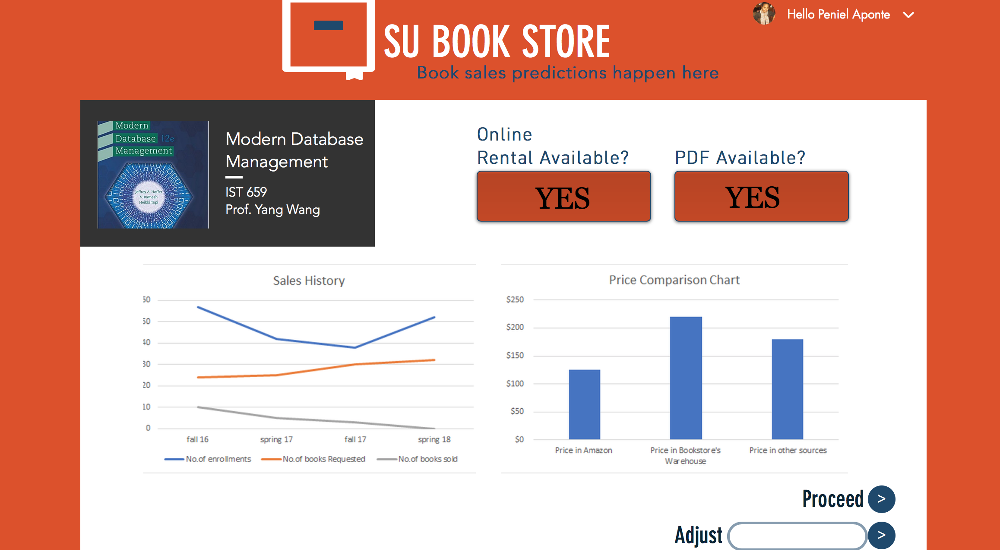 Hello Peniel Aponte
SU BOOK STORE
Book sales predictions happen here
Modern
Database 12e
Management
Jeffrey A. Hoffer
V. Ramesh
Heikki Topi
Modern Database
Management
IST 659
Prof. Yang Wang
Online
Rental Available?
YES
PDF Available?
YES
Sales History
60
50
40
30
20
10
0
fall 16
spring 17
fall 17
spring 18
No.of enrollments
No.of books Requested
No.of books sold
Price Comparison Chart
$250
$200
$150
$100
$50
$0
Price in Amazon
Price in Bookstore's
Warehouse
Price in other sources
Proceed >
Adjust >